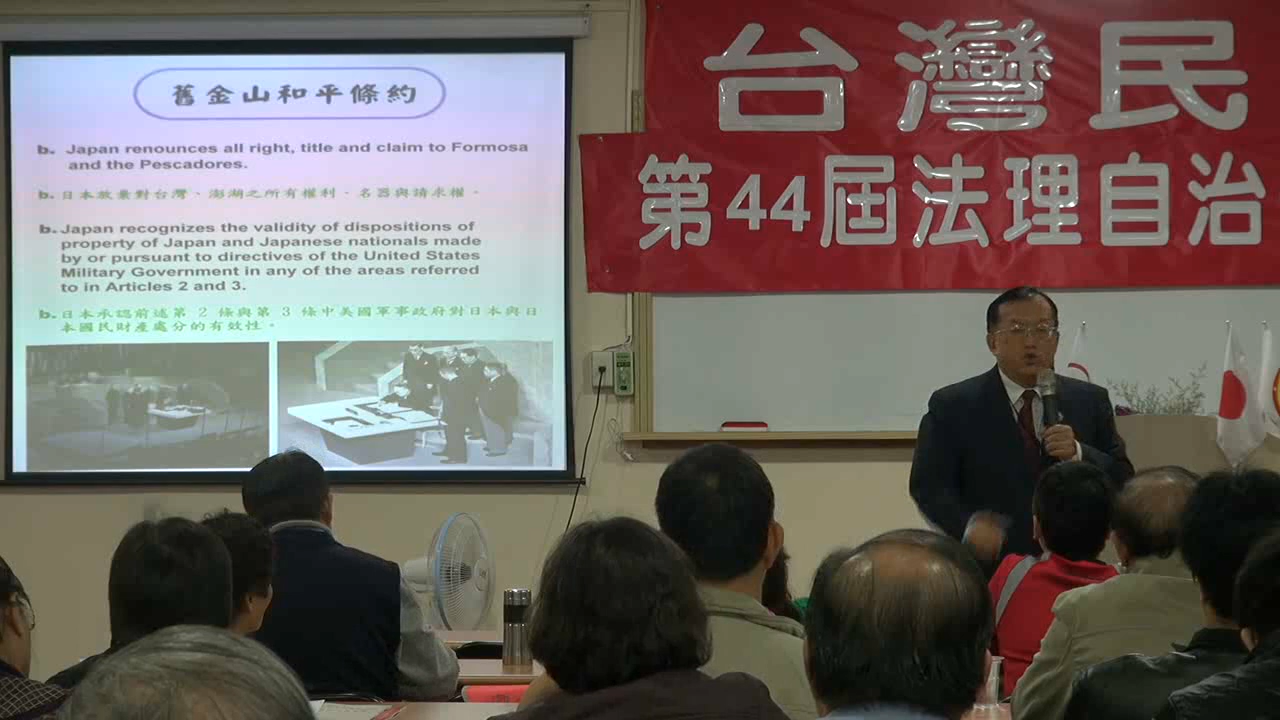 舊金山和平條約
b. Japan renounces all right, title and claim to Formosa
and the Pescadores.
b. 日本放棄對台灣、澎湖之所有權利、名器與請求權。
b. Japan recognizes the validity of dispositions of
property of Japan and Japanese nationals made
by or pursuant to directives of the United States
Military Government in any of the areas referred
to in Articles 2 and 3.
b. 日本承認前述第 2 條與第 3 條中美國軍事政府對日本與日
本國民財產處分的有效性。
台灣民
第44屆法理自治